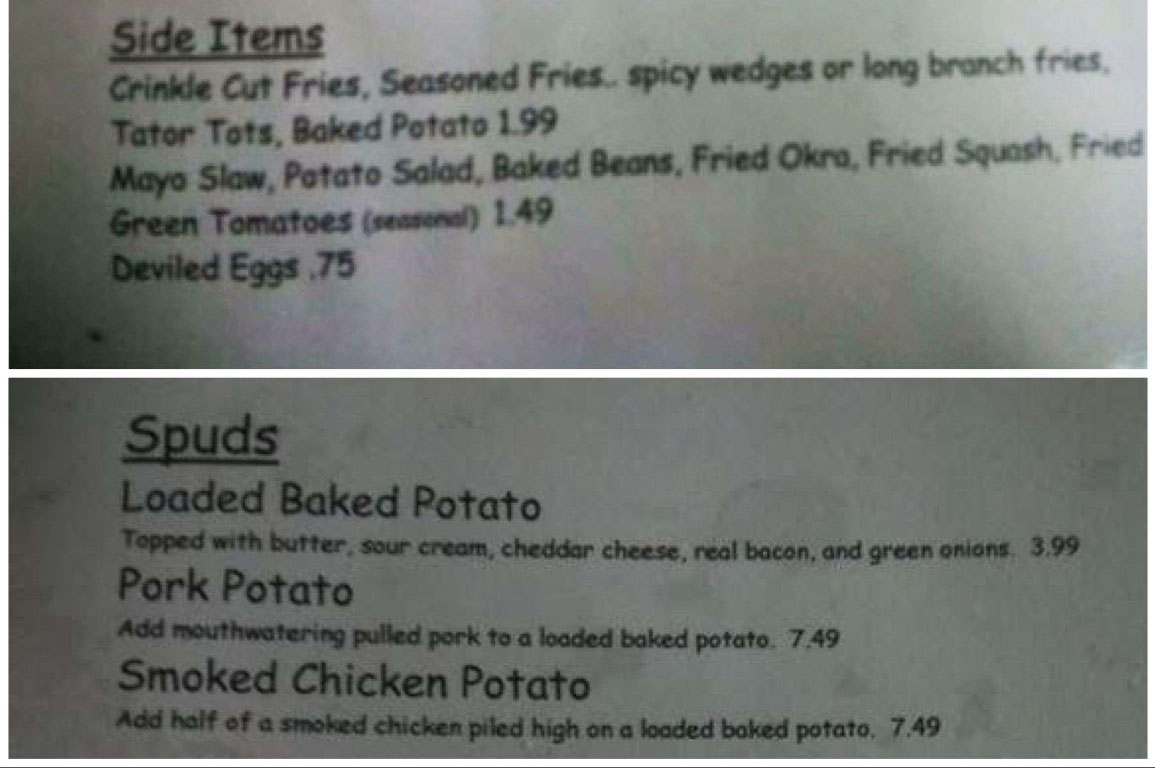 Side Items
Crinkle Cut Fries, Seasoned Fries.. spicy wedges or long branch fries,
Tator Tots, Baked Potato 1.99
Mayo Slaw, Potato Salad, Baked Beans, Fried Okra, Fried Squash, Fried
Green Tomatoes (seasonal) 1.49
Deviled Eggs .75
Spuds
Loaded Baked Potato
Topped with butter, sour cream, cheddar cheese, real bacon, and green onions. 3.99
Pork Potato
Add mouthwatering pulled pork to a loaded baked potato. 7.49
Smoked Chicken Potato
Add half of a smoked chicken piled high on a loaded baked potato. 7.49